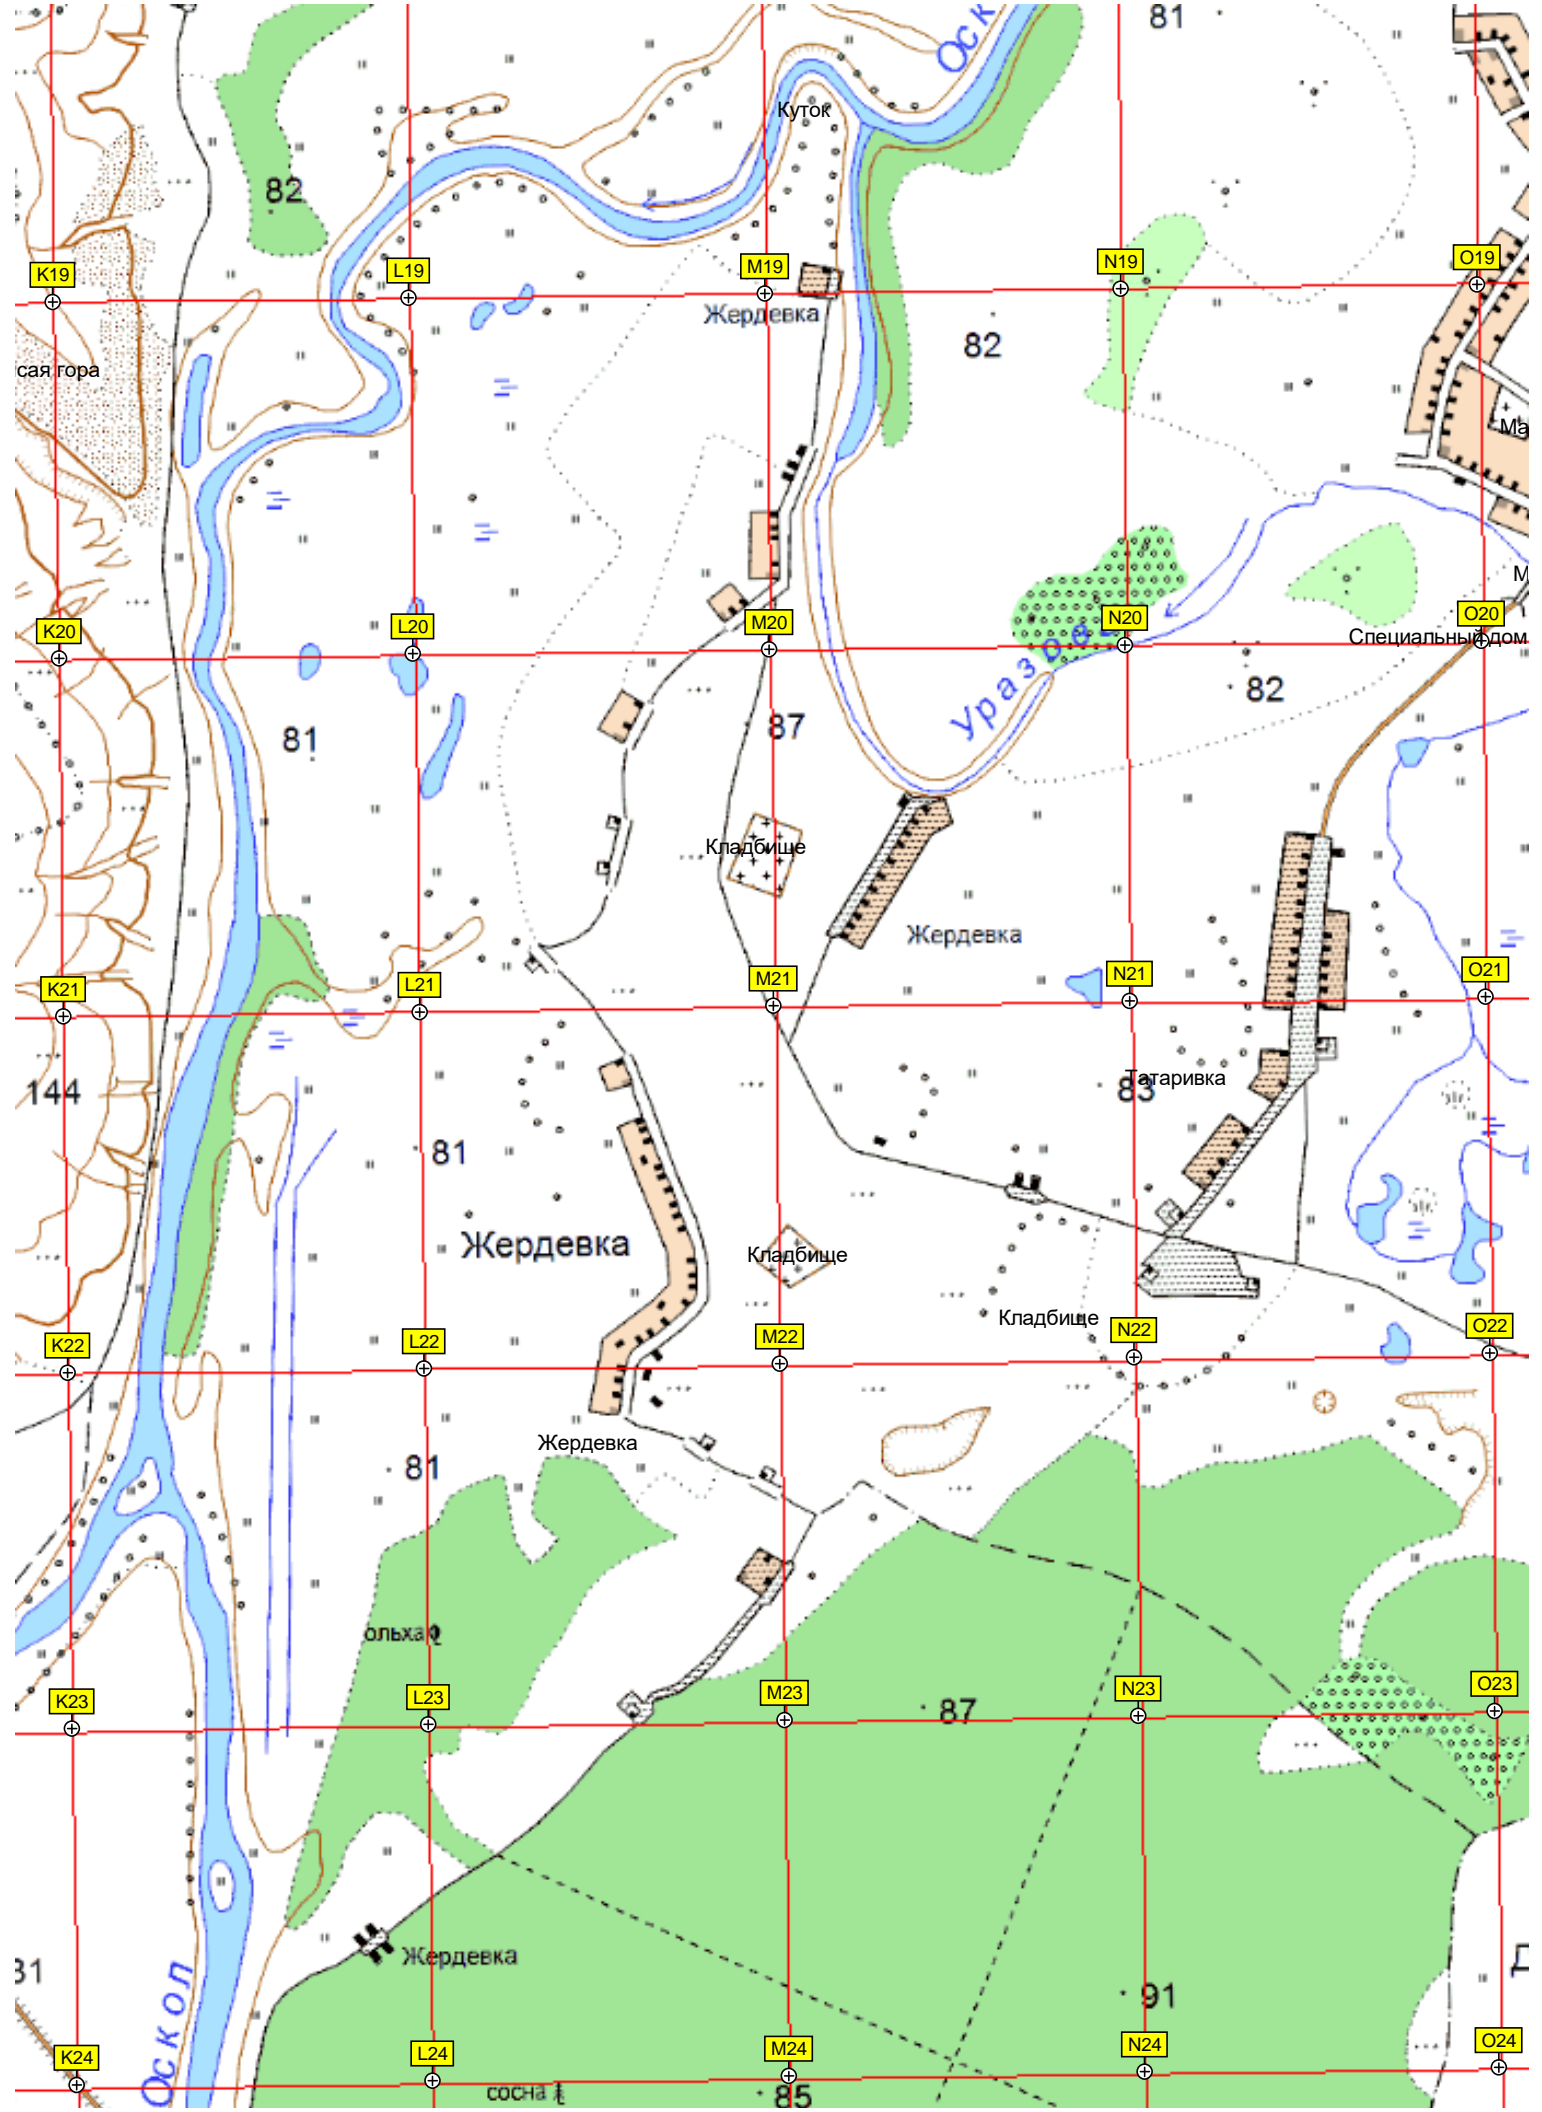 81
Оск
Куток
82
K19
L19
M19
N19
O19
Жердевка
82
сая гора
Ма
М
K20
L20
M20
N20
O20
Специальный дом
Уразова
82
81
87
Кладбище
Жердевка
K21
L21
M21
N21
O21
144
Татаривка
83
81
Жердевка
Кладбище
Кладбище
K22
L22
M22
N22
O22
Жердевка
81
ольха
K23
L23
M23
N23
O23
87
Жердевка
31
Оскол
91
Д
K24
L24
M24
N24
O24
сосна
85